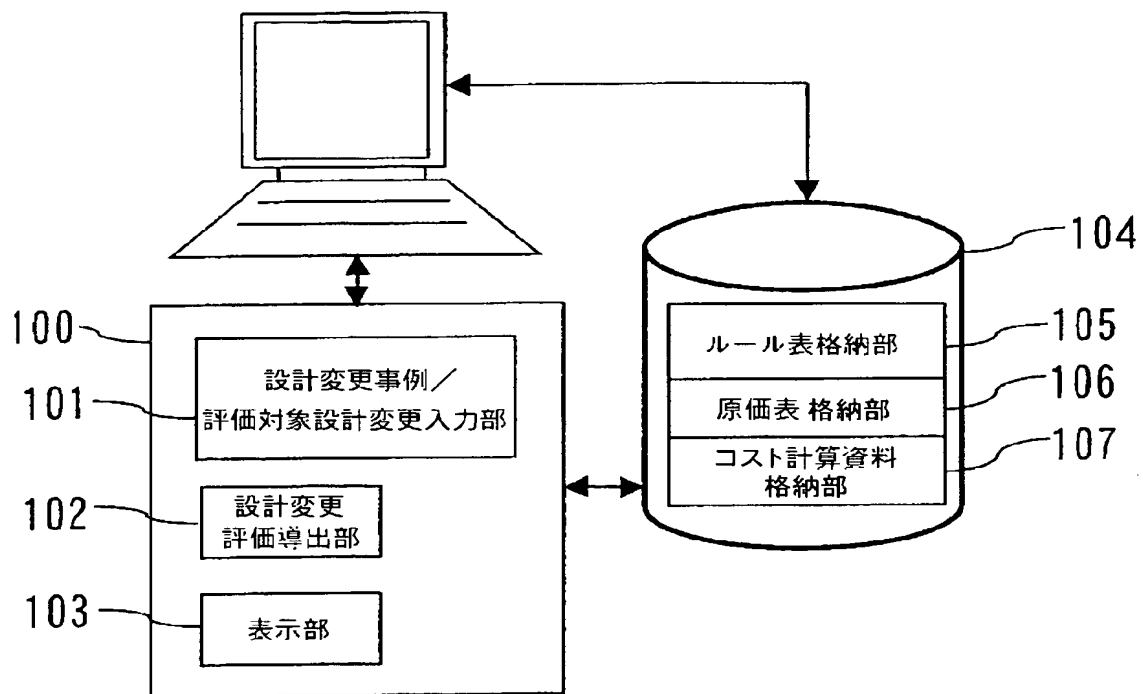 104
100
101
設計変更事例／
評価対象設計変更入力部
102
設計変更
評価導出部
103
表示部
ルール表格納部
105
原価表 格納部
106
コスト計算資料
格納部
107